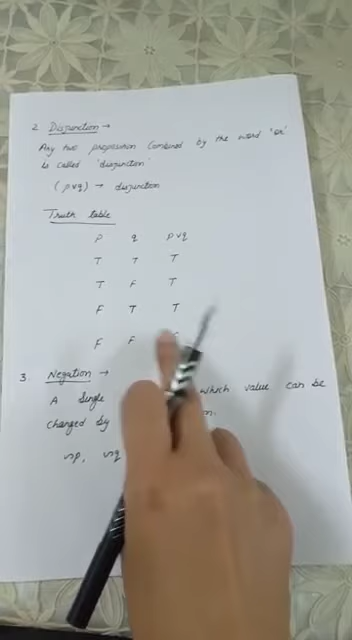 2. Disjunction →
Any two proposition combined by the word 'or'
is called 'disjunction'
(p∨q) → disjunction
Truth table
p q p∨q
T T T
T F T
F T T
F F
3. Negation →
A single which value can be
changed by
~p, ~q